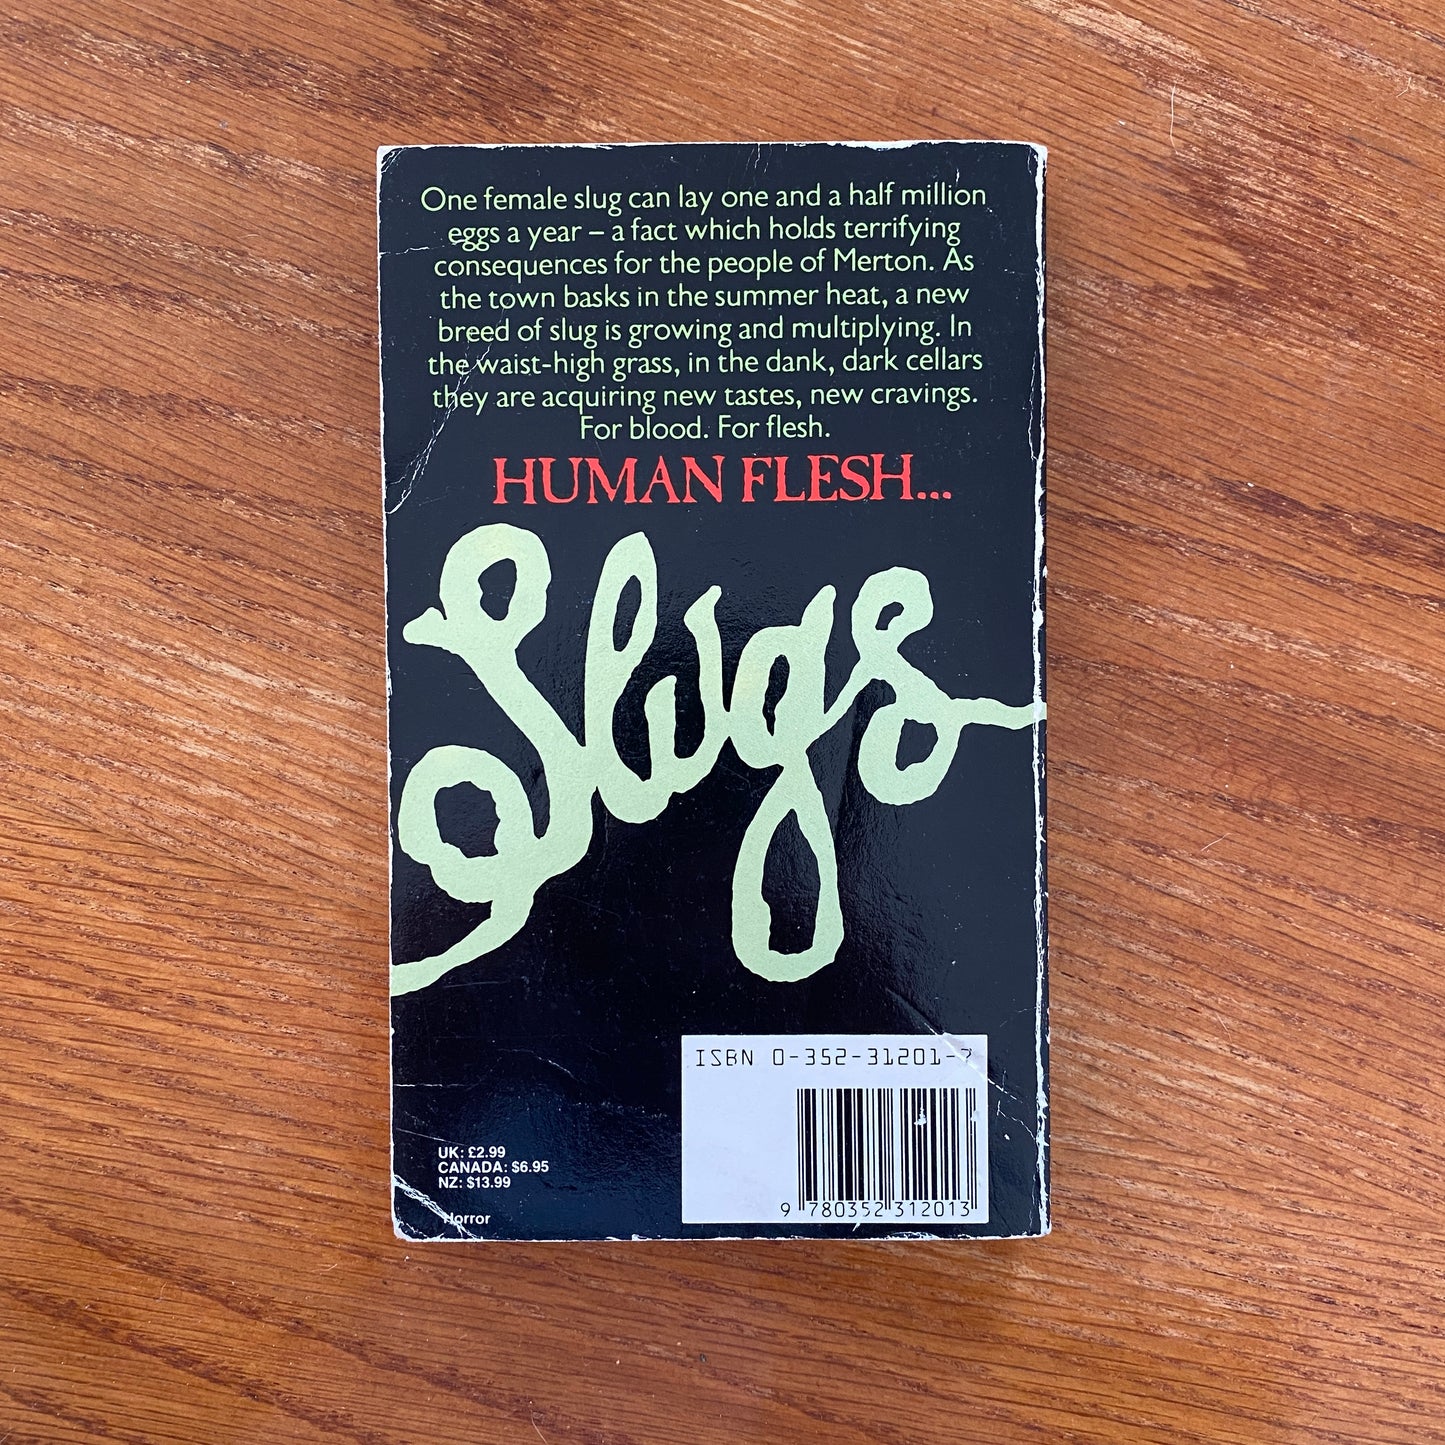 One female slug can lay one and a half million
eggs a year – a fact which holds terrifying
consequences for the people of Merton. As
the town basks in the summer heat, a new
breed of slug is growing and multiplying. In
the waist-high grass, in the dank, dark cellars
they are acquiring new tastes, new cravings.
For blood. For flesh.
HUMAN FLESH...
Slugs
ISBN 0-352-31201-7
UK: £2.99
CANADA: $6.95
NZ: $13.99
Horror
9 780352 312013